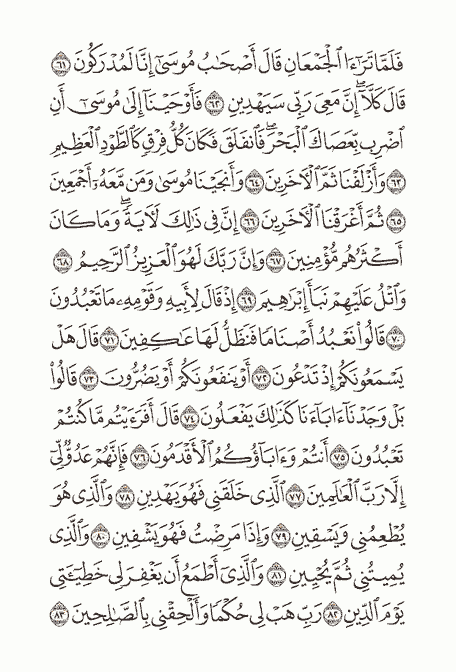 فَلَمَّا تَرَٰٓءَا ٱلْجَمْعَانِ قَالَ أَصْحَٰبُ مُوسَىٰٓ إِنَّا لَمُدْرَكُونَ ٦١
قَالَ كَلَّآ ۖ إِنَّ مَعِىَ رَبِّى سَيَهْدِينِ ٦٢ فَأَوْحَيْنَآ إِلَىٰ مُوسَىٰٓ أَنِ
ٱضْرِب بِّعَصَاكَ ٱلْبَحْرَ ۖ فَٱنفَلَقَ فَكَانَ كُلُّ فِرْقٍ كَٱلطَّوْدِ ٱلْعَظِيمِ
٦٣ وَأَزْلَفْنَا ثَمَّ ٱلْءَاخَرِينَ ٦٤ وَأَنجَيْنَا مُوسَىٰ وَمَن مَّعَهُۥٓ أَجْمَعِينَ
٦٥ ثُمَّ أَغْرَقْنَا ٱلْءَاخَرِينَ ٦٦ إِنَّ فِى ذَٰلِكَ لَءَايَةً ۖ وَمَا كَانَ
أَكْثَرُهُم مُّؤْمِنِينَ ٦٧ وَإِنَّ رَبَّكَ لَهُوَ ٱلْعَزِيزُ ٱلرَّحِيمُ ٦٨
وَٱتْلُ عَلَيْهِمْ نَبَأَ إِبْرَٰهِيمَ ٦٩ إِذْ قَالَ لِأَبِيهِ وَقَوْمِهِۦ مَا تَعْبُدُونَ
٧٠ قَالُوا۟ نَعْبُدُ أَصْنَامًا فَنَظَلُّ لَهَا عَٰكِفِينَ ٧١ قَالَ هَلْ
يَسْمَعُونَكُمْ إِذْ تَدْعُونَ ٧٢ أَوْ يَنفَعُونَكُمْ أَوْ يَضُرُّونَ ٧٣ قَالُوا۟
بَلْ وَجَدْنَآ ءَابَآءَنَا كَذَٰلِكَ يَفْعَلُونَ ٧٤ قَالَ أَفَرَءَيْتُم مَّا كُنتُمْ
تَعْبُدُونَ ٧٥ أَنتُمْ وَءَابَآؤُكُمُ ٱلْأَقْدَمُونَ ٧٦ فَإِنَّهُمْ عَدُوٌّ لِّىٓ
إِلَّا رَبَّ ٱلْعَٰلَمِينَ ٧٧ ٱلَّذِى خَلَقَنِى فَهُوَ يَهْدِينِ ٧٨ وَٱلَّذِى هُوَ
يُطْعِمُنِى وَيَسْقِينِ ٧٩ وَإِذَا مَرِضْتُ فَهُوَ يَشْفِينِ ٨٠ وَٱلَّذِى
يُمِيتُنِى ثُمَّ يُحْيِينِ ٨١ وَٱلَّذِىٓ أَطْمَعُ أَن يَغْفِرَ لِى خَطِيٓـَٔتِى
يَوْمَ ٱلدِّينِ ٨٢ رَبِّ هَبْ لِى حُكْمًا وَأَلْحِقْنِى بِٱلصَّٰلِحِينَ ٨٣